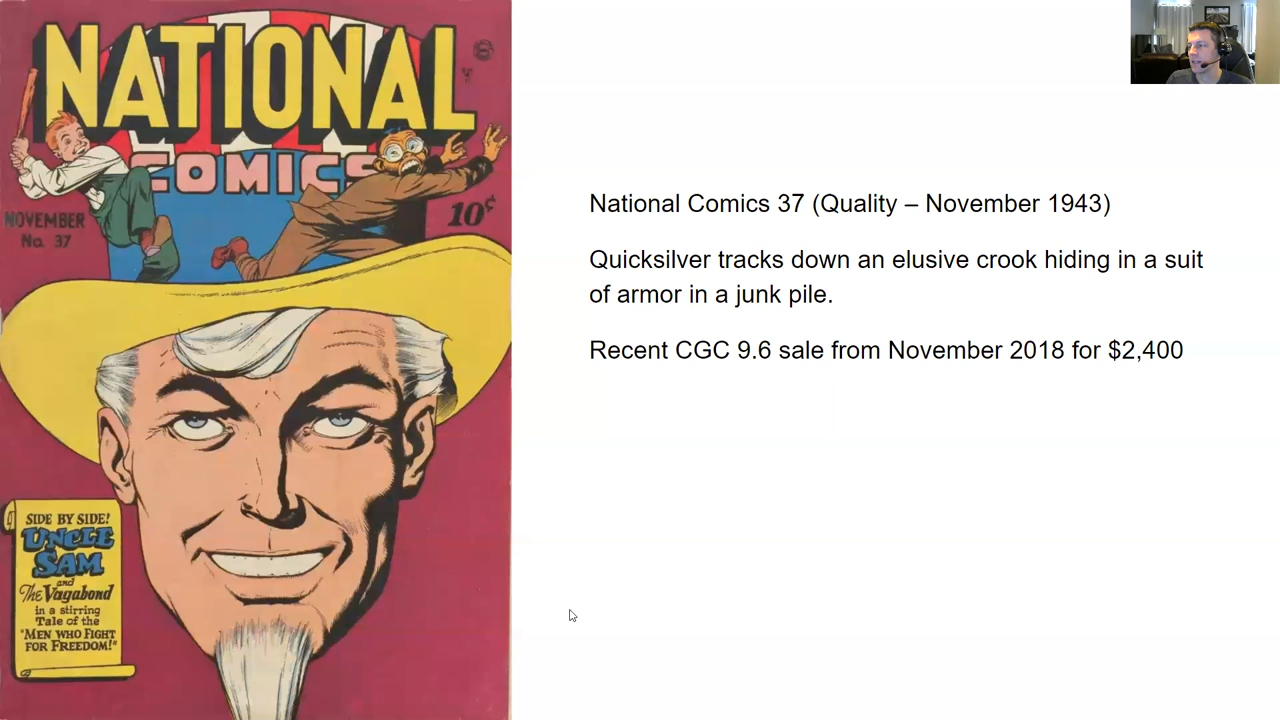 NATIONAL
COMICS
NOVEMBER
No. 37
10¢
SIDE BY SIDE!
UNCLE
SAM
and
The Vagabond
in a stirring
Tale of the
"MEN WHO FIGHT
FOR FREEDOM!"
National Comics 37 (Quality – November 1943)
Quicksilver tracks down an elusive crook hiding in a suit
of armor in a junk pile.
Recent CGC 9.6 sale from November 2018 for $2,400